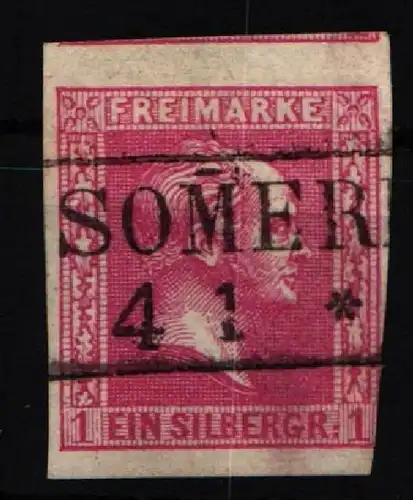 FREIMARKE
SOMER
4 1 *
1 EIN SILBERGR. 1